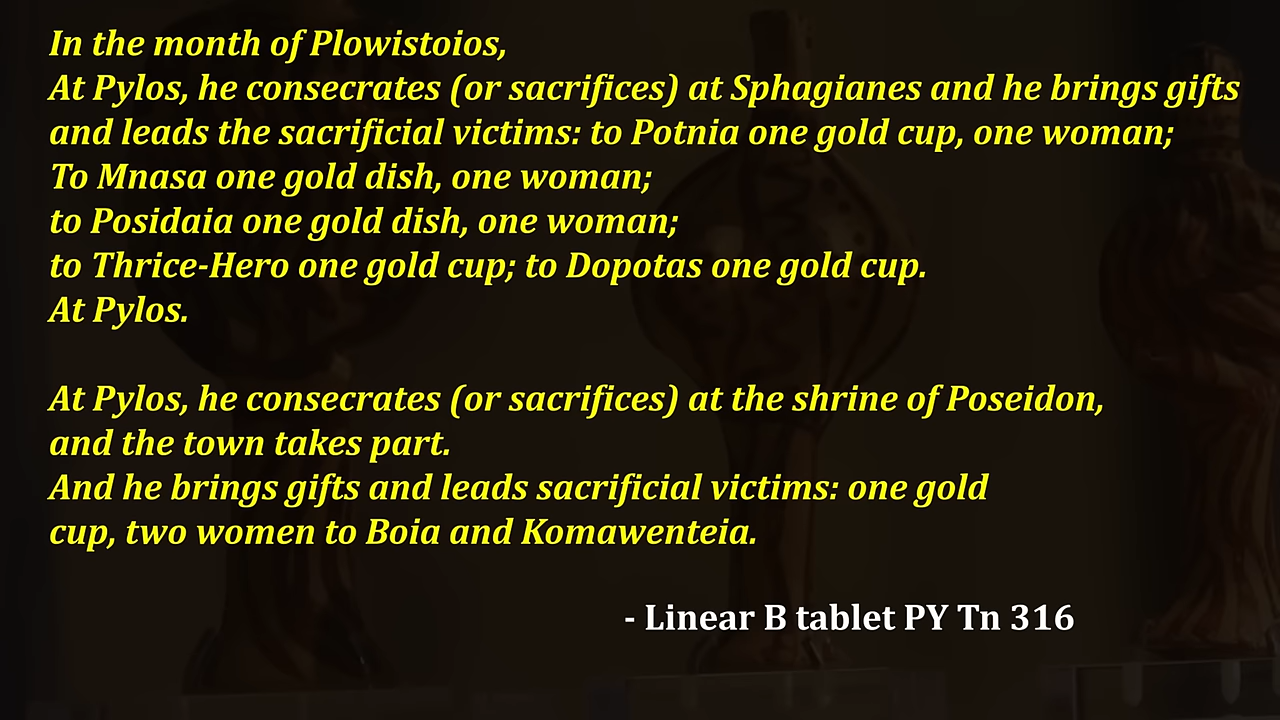 In the month of Plowistoios,
At Pylos, he consecrates (or sacrifices) at Sphagianes and he brings gifts
and leads the sacrificial victims: to Potnia one gold cup, one woman;
To Mnasa one gold dish, one woman;
to Posidaia one gold dish, one woman;
to Thrice-Hero one gold cup; to Dopotas one gold cup.
At Pylos.
At Pylos, he consecrates (or sacrifices) at the shrine of Poseidon,
and the town takes part.
And he brings gifts and leads sacrificial victims: one gold
cup, two women to Boia and Komawenteia.
- Linear B tablet PY Tn 316